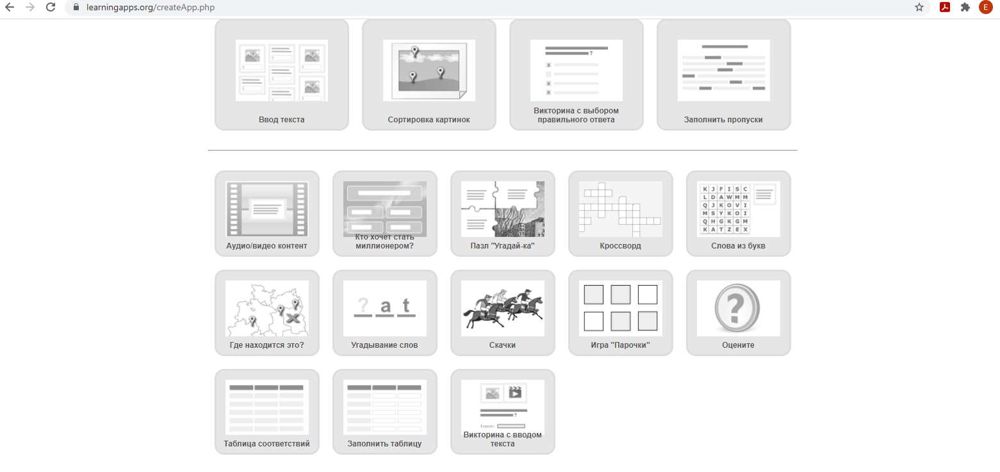 learningapps.org/createApp.php
E
?
Ввод текста
Сортировка картинок
Викторина с выбором
правильного ответа
Заполнить пропуски
K J F I S C
L D A W M M
Q J K O V I
M S Y K O I
Q H G K G M
K A T Z E X
Аудио/видео контент
Кто хочет стать
миллионером?
Пазл "Угадай-ка"
Кроссворд
Слова из букв
? a t
?
Где находится это?
Угадывание слов
Скачки
Игра "Парочки"
Оцените
?
Input:
Таблица соответствий
Заполнить таблицу
Викторина с вводом
текста